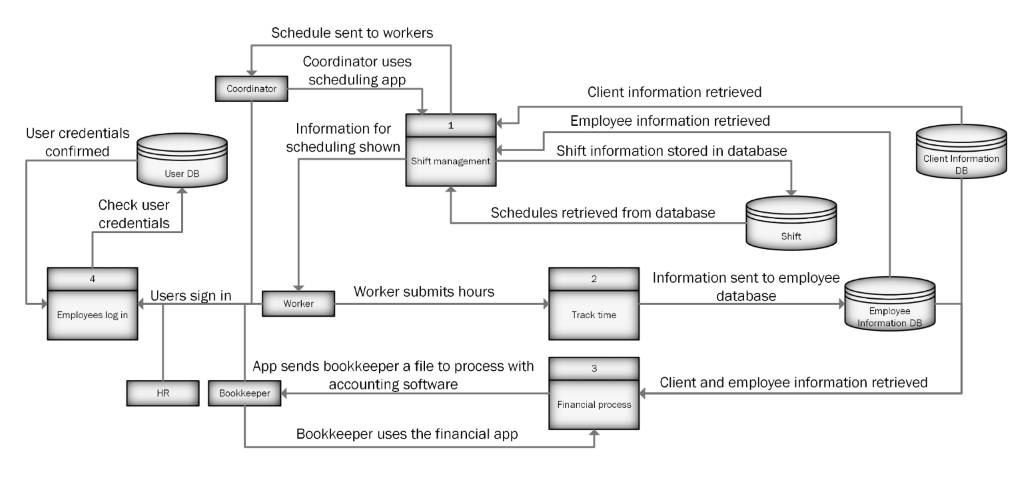 Schedule sent to workers
Coordinator uses
scheduling app
Coordinator
Client information retrieved
1
Information for
scheduling shown
Employee information retrieved
User credentials
confirmed
Shift management
Shift information stored in database
Client Information
DB
User DB
Check user
credentials
Schedules retrieved from database
Shift
4
Employees log in
Users sign in
Worker
Worker submits hours
2
Track time
Information sent to employee
database
Employee
Information DB
App sends bookkeeper a file to process with
accounting software
3
Financial process
Client and employee information retrieved
HR
Bookkeeper
Bookkeeper uses the financial app